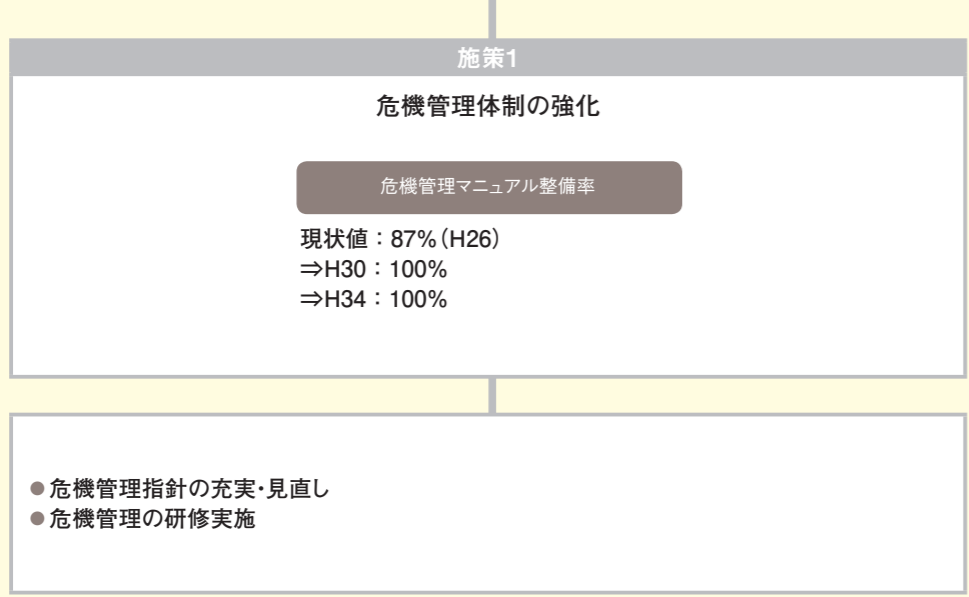 施策1
危機管理体制の強化
危機管理マニュアル整備率
現状値：87%（H26）
⇒H30：100%
⇒H34：100%
●危機管理指針の充実・見直し
●危機管理の研修実施